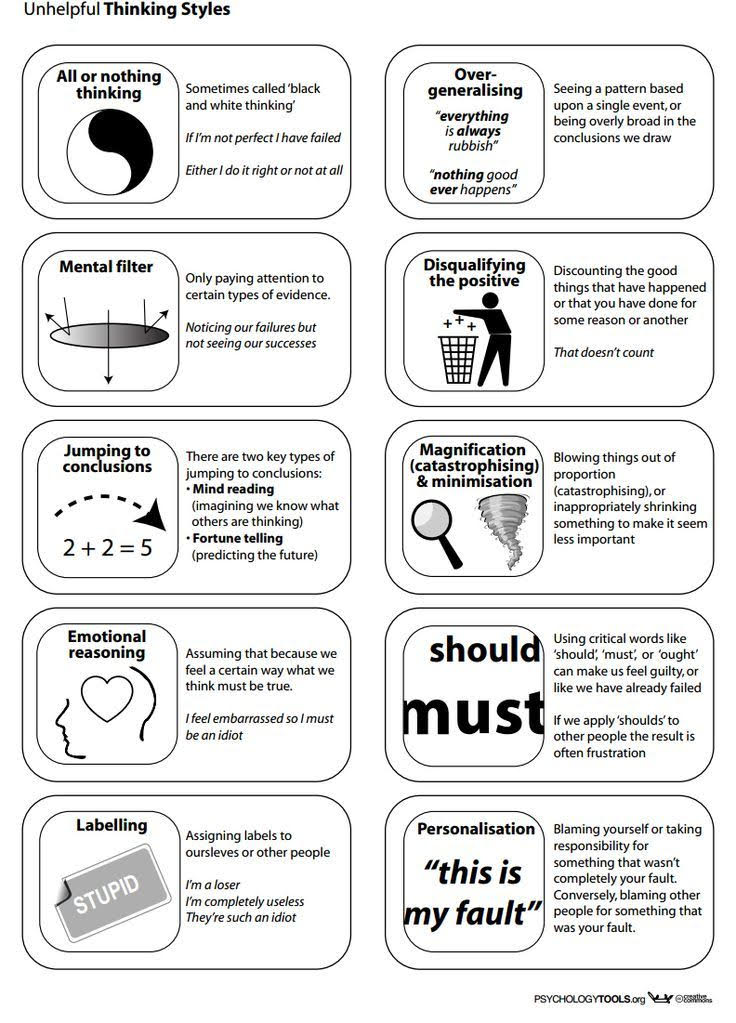 Unhelpful Thinking Styles
All or nothing
thinking
Sometimes called ‘black
and white thinking’
If I’m not perfect I have failed
Either I do it right or not at all
Over-
generalising
“everything
is always
rubbish”
“nothing good
ever happens”
Seeing a pattern based
upon a single event, or
being overly broad in the
conclusions we draw
Mental filter
Only paying attention to
certain types of evidence.
Noticing our failures but
not seeing our successes
Disqualifying
the positive
+++
Discounting the good
things that have happened
or that you have done for
some reason or another
That doesn’t count
Jumping to
conclusions
2 + 2 = 5
There are two key types of
jumping to conclusions:
• Mind reading
(imagining we know what
others are thinking)
• Fortune telling
(predicting the future)
Magnification
(catastrophising)
& minimisation
Blowing things out of
proportion
(catastrophising), or
inappropriately shrinking
something to make it seem
less important
Emotional
reasoning
Assuming that because we
feel a certain way what we
think must be true.
I feel embarrassed so I must
be an idiot
should
must
Using critical words like
‘should’, ‘must’, or ‘ought’
can make us feel guilty, or
like we have already failed
If we apply ‘shoulds’ to
other people the result is
often frustration
Labelling
STUPID
Assigning labels to
oursleves or other people
I’m a loser
I’m completely useless
They’re such an idiot
Personalisation
“this is
my fault”
Blaming yourself or taking
responsibility for
something that wasn’t
completely your fault.
Conversely, blaming other
people for something that
was your fault.
PSYCHOLOGYTOOLS.org
creative
commons